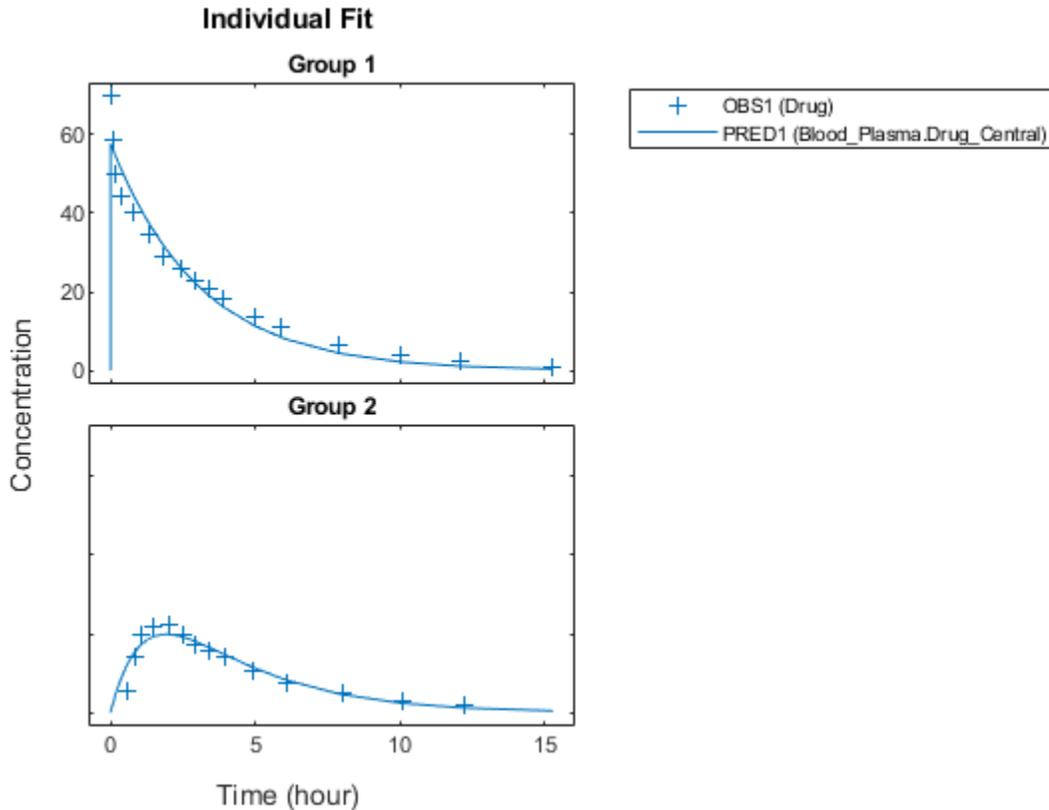 Individual Fit
Group 1
OBS1 (Drug)
PRED1 (Blood_Plasma.Drug_Central)
60
40
20
0
Concentration
Group 2
0 5 10 15
Time (hour)